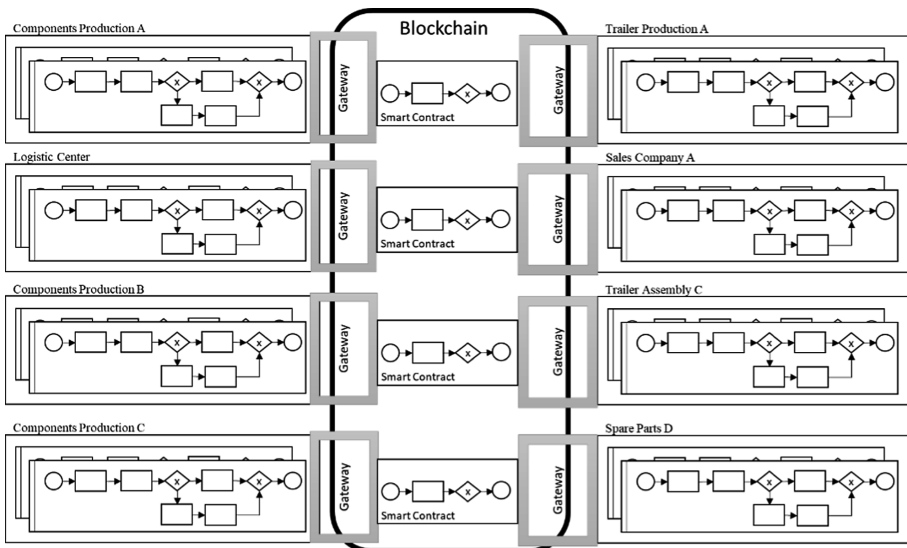 Blockchain
Components Production A
Gateway
Smart Contract
Gateway
Trailer Production A
x
x
x
x
x
Logistic Center
Gateway
Smart Contract
Gateway
Sales Company A
x
x
x
x
x
Components Production B
Gateway
Smart Contract
Gateway
Trailer Assembly C
x
x
x
x
x
Components Production C
Gateway
Smart Contract
Gateway
Spare Parts D
x
x
x
x
x